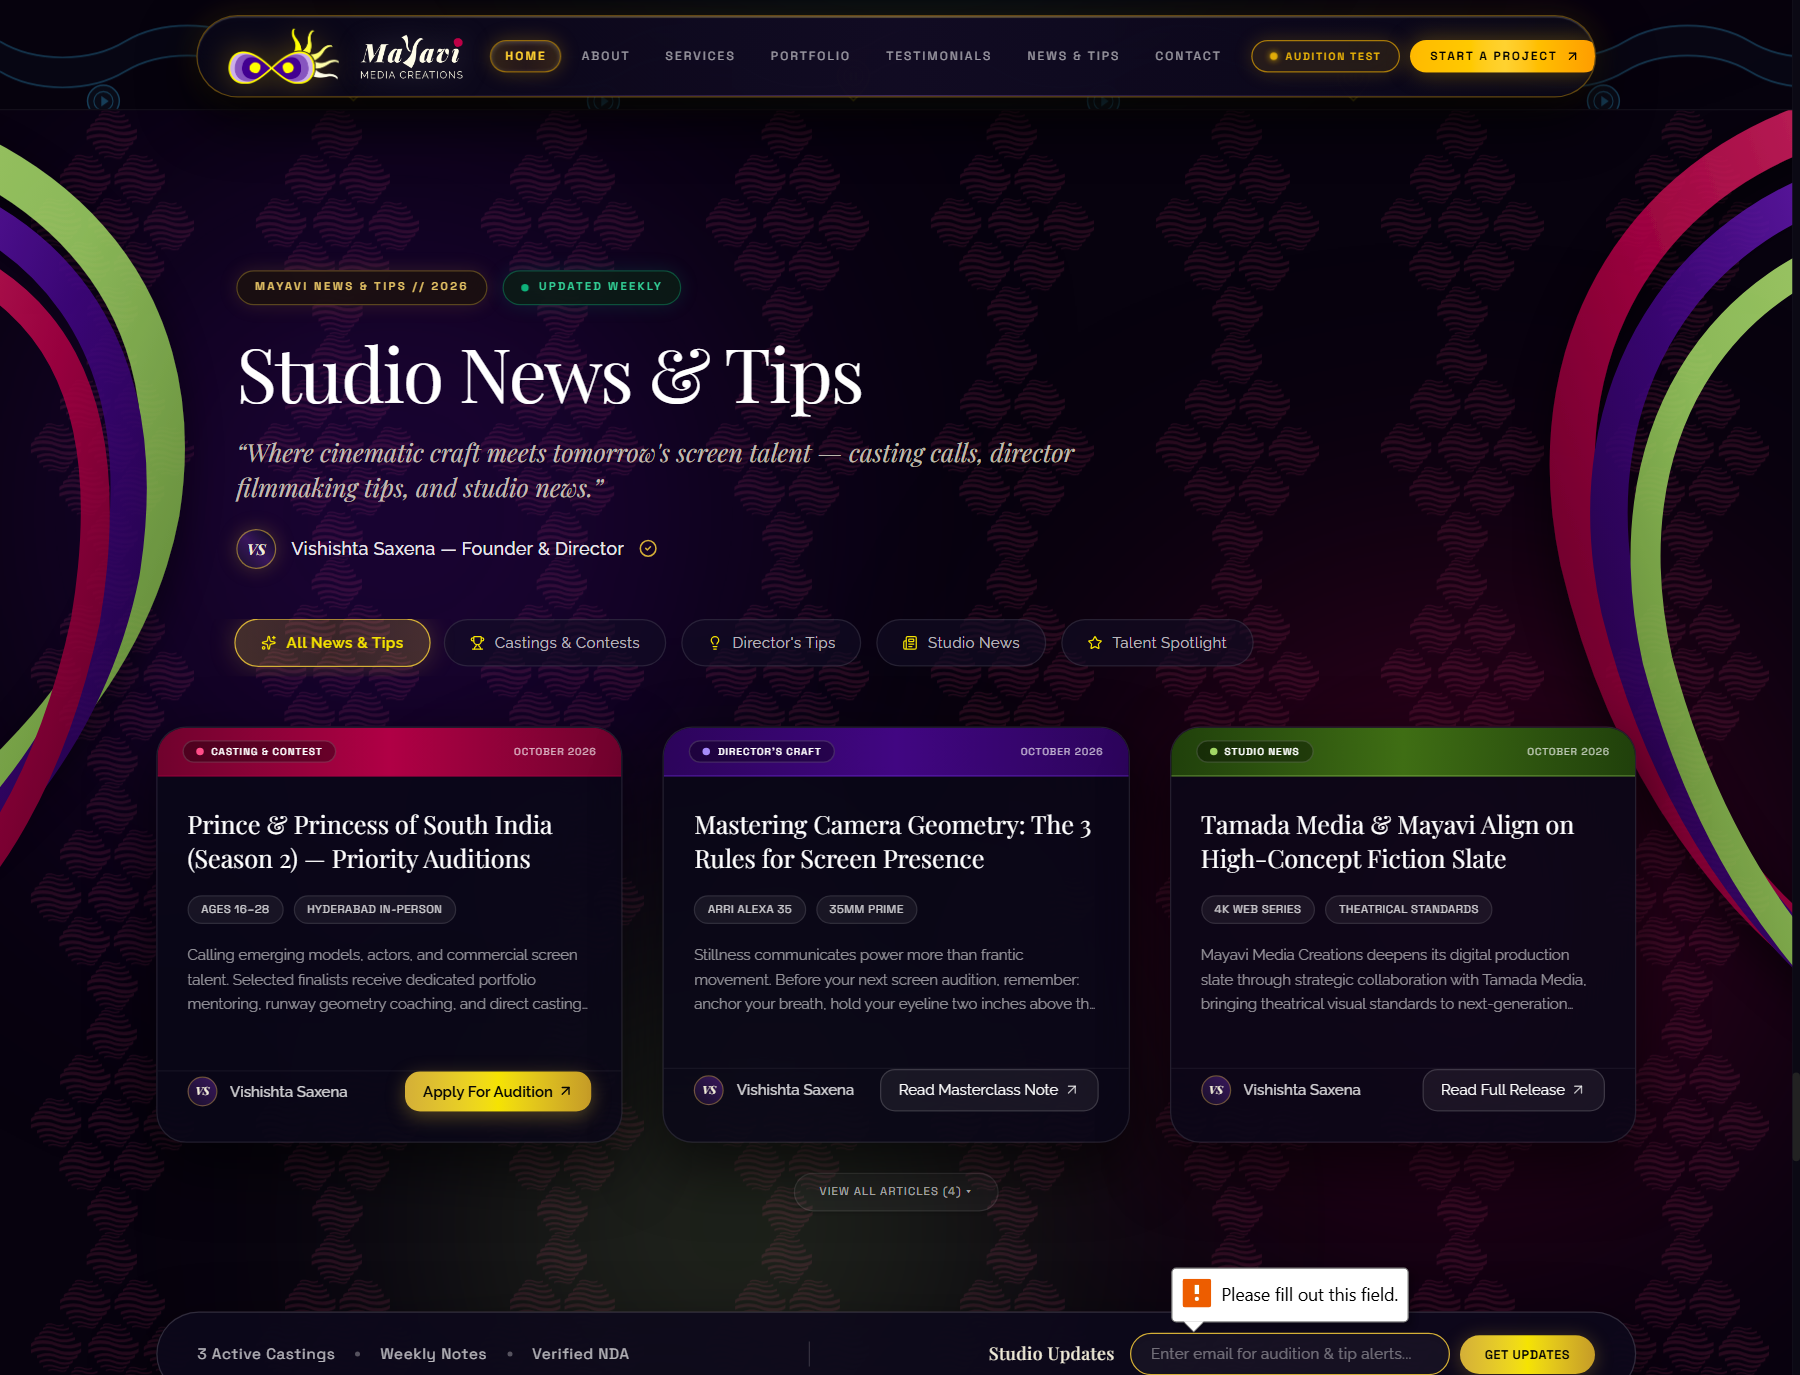 MaYavi
MEDIA CREATIONS
HOME
ABOUT
SERVICES
PORTFOLIO
TESTIMONIALS
NEWS & TIPS
CONTACT
AUDITION TEST
START A PROJECT
MAYAVI NEWS & TIPS // 2026
UPDATED WEEKLY
Studio News & Tips
“Where cinematic craft meets tomorrow's screen talent — casting calls, director
filmmaking tips, and studio news.”
VS
Vishishta Saxena — Founder & Director
All News & Tips
Castings & Contests
Director's Tips
Studio News
Talent Spotlight
CASTING & CONTEST
OCTOBER 2026
Prince & Princess of South India
(Season 2) — Priority Auditions
AGES 16–28
HYDERABAD IN-PERSON
Calling emerging models, actors, and commercial screen
talent. Selected finalists receive dedicated portfolio
mentoring, runway geometry coaching, and direct casting…
VS
Vishishta Saxena
Apply For Audition
DIRECTOR'S CRAFT
OCTOBER 2026
Mastering Camera Geometry: The 3
Rules for Screen Presence
ARRI ALEXA 35
35MM PRIME
Stillness communicates power more than frantic
movement. Before your next screen audition, remember:
anchor your breath, hold your eyeline two inches above th…
VS
Vishishta Saxena
Read Masterclass Note
STUDIO NEWS
OCTOBER 2026
Tamada Media & Mayavi Align on
High-Concept Fiction Slate
4K WEB SERIES
THEATRICAL STANDARDS
Mayavi Media Creations deepens its digital production
slate through strategic collaboration with Tamada Media,
bringing theatrical visual standards to next-generation…
VS
Vishishta Saxena
Read Full Release
VIEW ALL ARTICLES (4)
Please fill out this field.
3 Active Castings • Weekly Notes • Verified NDA
Studio Updates
Enter email for audition & tip alerts...
GET UPDATES